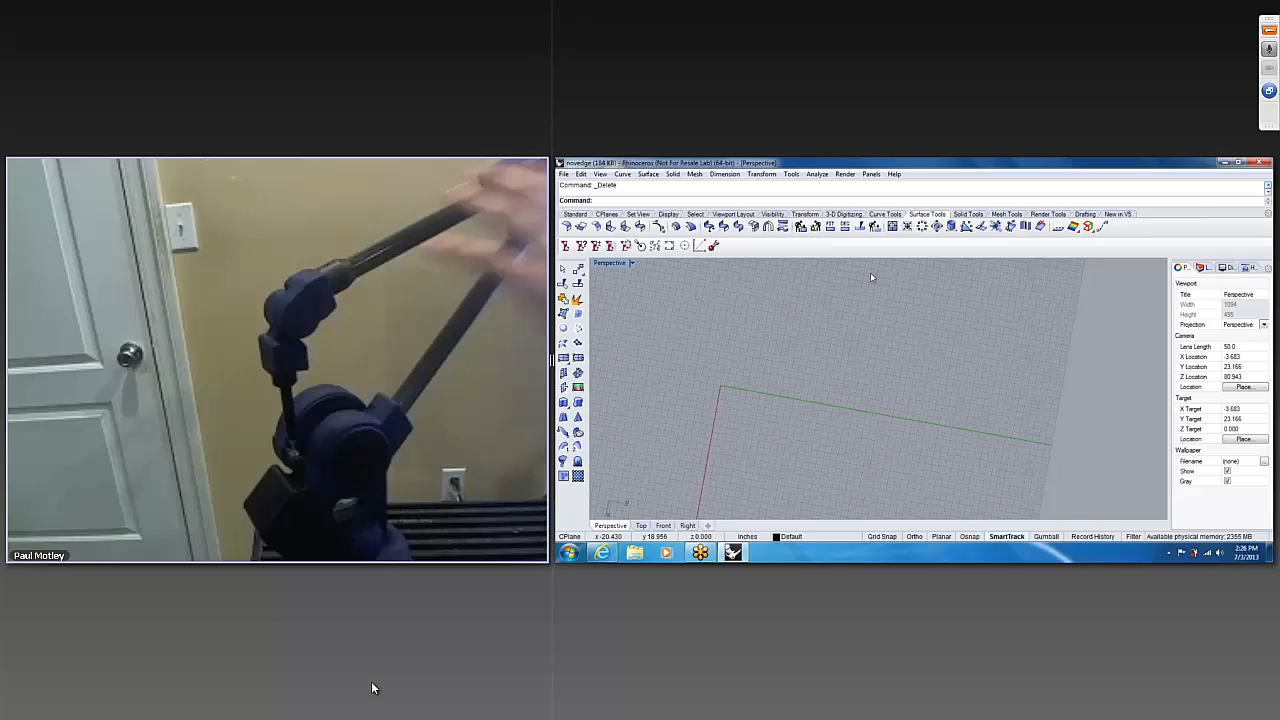 Paul Motley
novedge (184 KB) - Rhinoceros (Not For Resale Lab) (64-bit) - [Perspective]
File Edit View Curve Surface Solid Mesh Dimension Transform Tools Analyze Render Panels Help
Command: _Delete
Command:
Standard CPlanes Set View Display Select Viewport Layout Visibility Transform 3-D Digitizing Curve Tools Surface Tools Solid Tools Mesh Tools Render Tools Drafting New in V5
Perspective
P... L... Di... H...
Viewport
Title Perspective
Width 1094
Height 495
Projection Perspective
Camera
Lens Length 50.0
X Location -3.683
Y Location 23.166
Z Location 80.943
Location Place...
Target
X Target -3.683
Y Target 23.166
Z Target 0.000
Location Place...
Wallpaper
Filename (none) ...
Show
Gray
Perspective Top Front Right
CPlane x -20.430 y 18.956 z 0.000 Inches Default Grid Snap Ortho Planar Osnap SmartTrack Gumball Record History Filter Available physical memory: 2355 MB
2:26 PM
7/3/2013